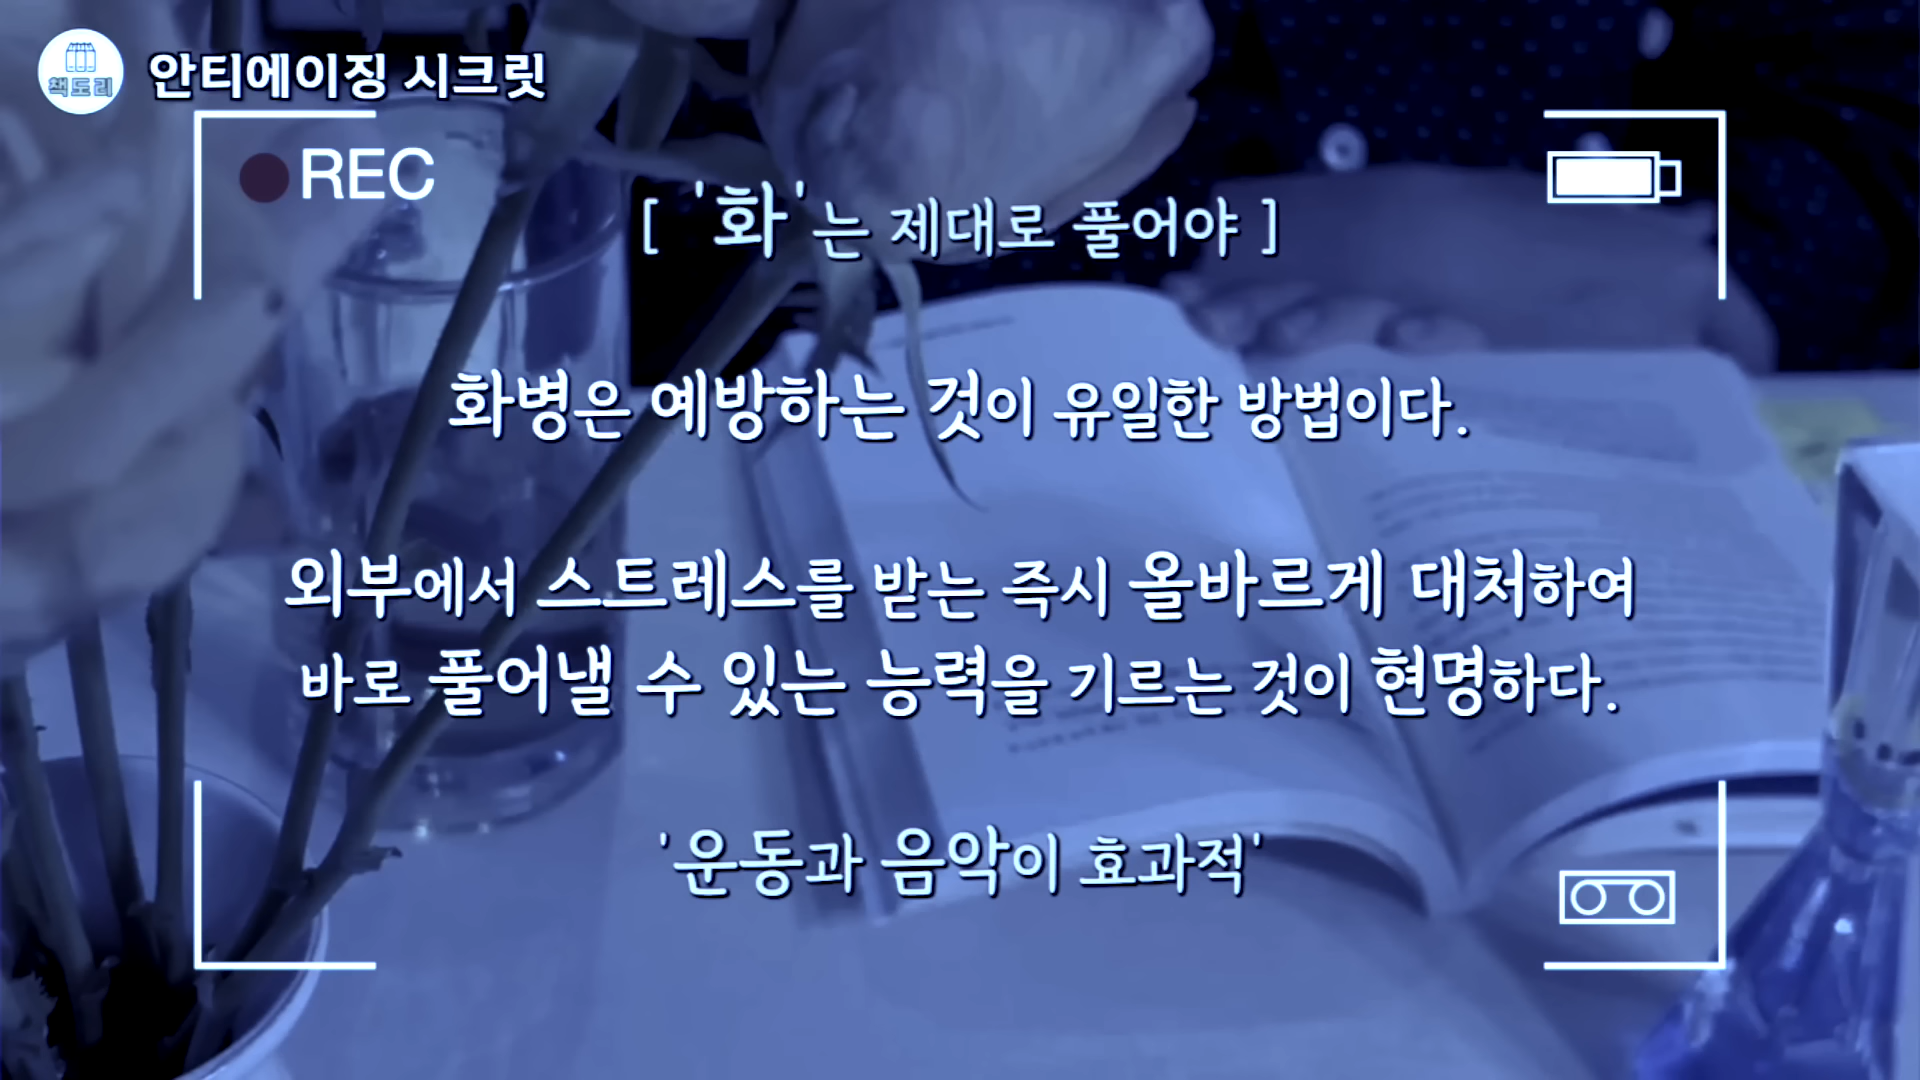 책도리
안티에이징 시크릿
REC
[ '화'는 제대로 풀어야 ]
화병은 예방하는 것이 유일한 방법이다.
외부에서 스트레스를 받는 즉시 올바르게 대처하여
바로 풀어낼 수 있는 능력을 기르는 것이 현명하다.
'운동과 음악이 효과적'